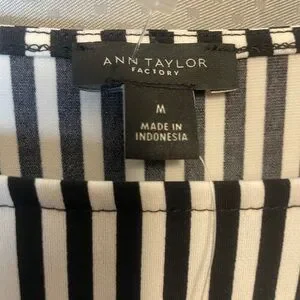 ANN TAYLOR
FACTORY
M
MADE IN
INDONESIA